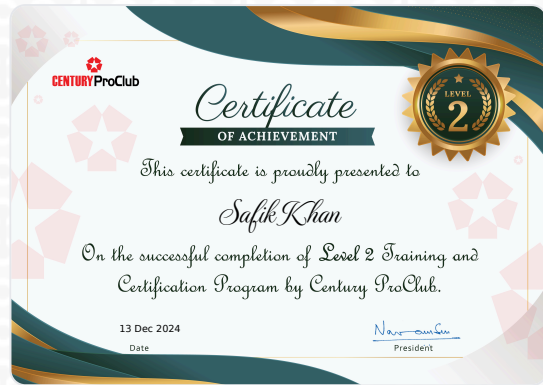 CENTURY ProClub
LEVEL
2
Certificate
OF ACHIEVEMENT
This certificate is proudly presented to
Safik Khan
On the successful completion of Level 2 Training and
Certification Program by Century ProClub.
13 Dec 2024
Date
President